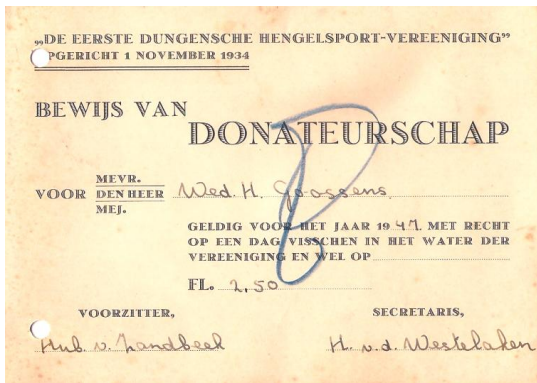 „DE EERSTE DUNGENSCHE HENGELSPORT-VEREENIGING”
PGERICHT 1 NOVEMBER 1934
BEWIJS VAN
DONATEURSCHAP
MEVR.
VOOR DEN HEER Wed. H. Goossens
MEJ.
GELDIG VOOR HET JAAR 1947 MET RECHT
OP EEN DAG VISSCHEN IN HET WATER DER
VEREENIGING EN WEL OP
FL. 2,50
VOORZITTER, SECRETARIS,
Hub. v. Zandbeek H. v.d. Westelaken